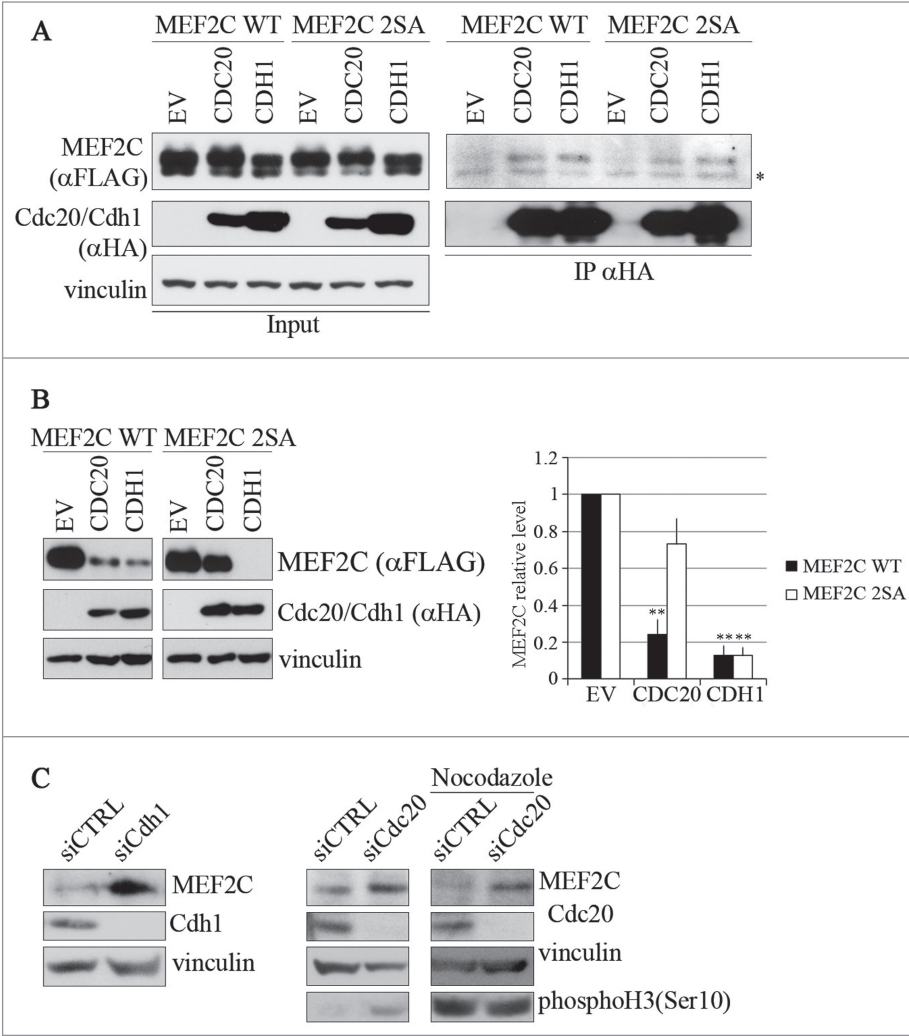 A
MEF2C WT MEF2C 2SA MEF2C WT MEF2C 2SA
EV CDC20 CDH1 EV CDC20 CDH1 EV CDC20 CDH1 EV CDC20 CDH1
MEF2C
(αFLAG)
*
Cdc20/Cdh1
(αHA)
IP αHA
vinculin
Input
B
MEF2C WT MEF2C 2SA
EV CDC20 CDH1 EV CDC20 CDH1
MEF2C (αFLAG)
Cdc20/Cdh1 (αHA)
vinculin
MEF2C relative level
1.2
1
0.8
0.6
0.4
0.2
0
**
** **
EV CDC20 CDH1
MEF2C WT
MEF2C 2SA
C
Nocodazole
siCTRL siCdh1 siCTRL siCdc20 siCTRL siCdc20
MEF2C
Cdh1
vinculin
MEF2C
Cdc20
vinculin
phosphoH3(Ser10)